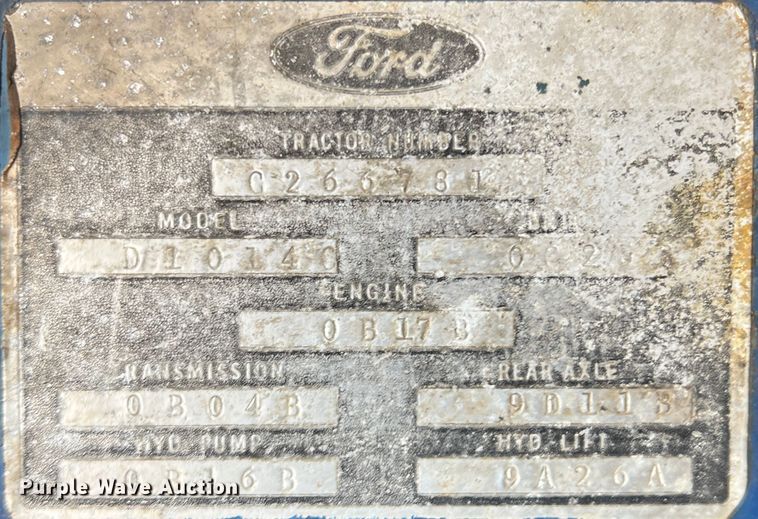 Ford
TRACTOR NUMBER
C266781
MODEL
D1014C
ENGINE
0B17B
TRANSMISSION REAR AXLE
0B04B 9D11B
HYD PUMP HYD LIFT
0B16B 9A26A
Purple Wave Auction